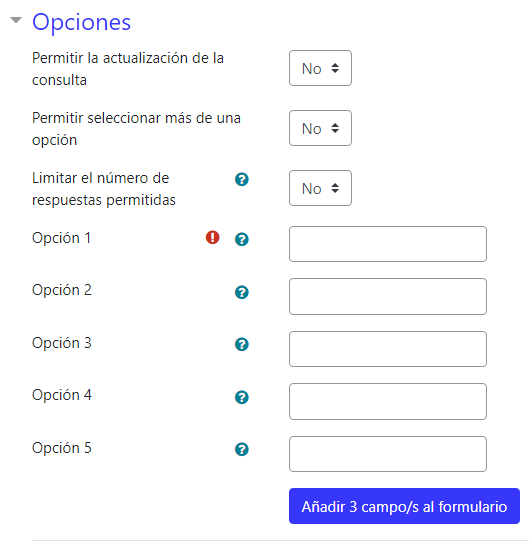 Opciones
Permitir la actualización de la
consulta
No
Permitir seleccionar más de una
opción
No
Limitar el número de
respuestas permitidas
No
Opción 1
Opción 2
Opción 3
Opción 4
Opción 5
Añadir 3 campo/s al formulario